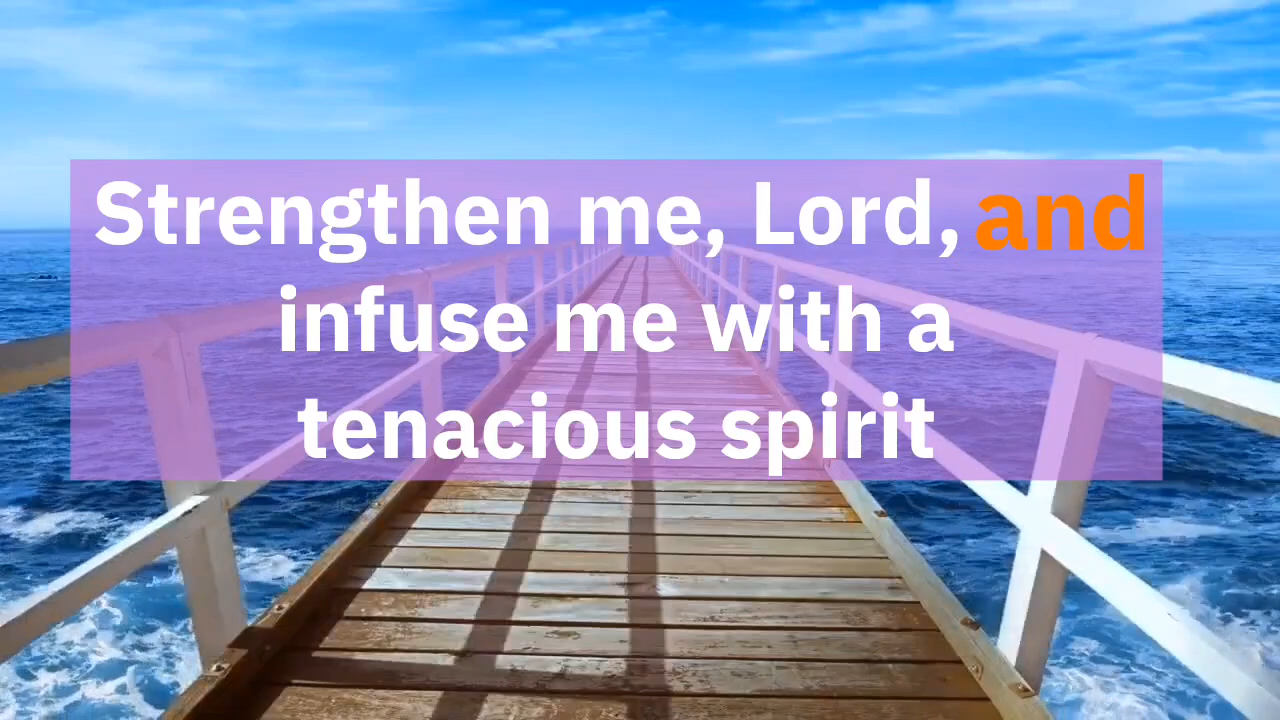 Strengthen me, Lord, and
infuse me with a
tenacious spirit